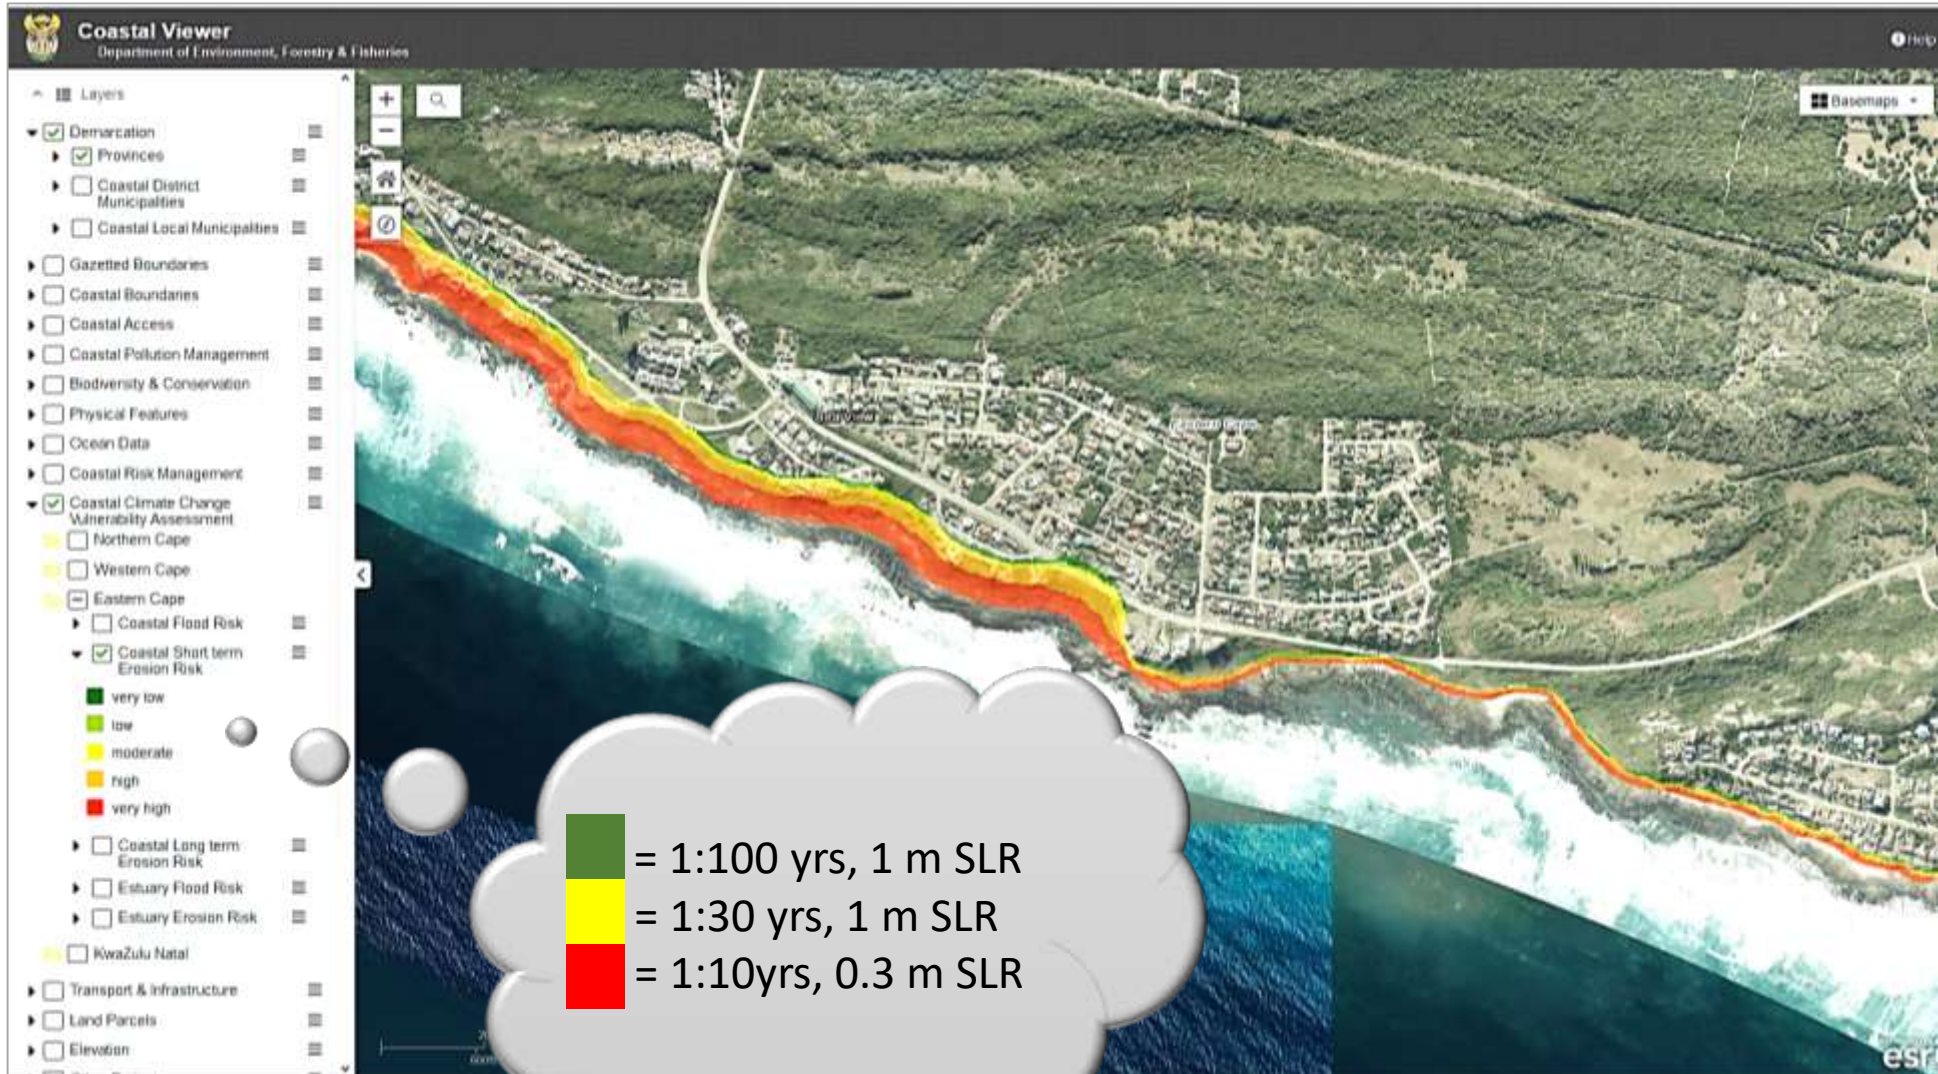 Coastal Viewer
Department of Environment, Forestry & Fisheries
Help
Layers
Demarcation
Provinces
Coastal District
Municipalities
Coastal Local Municipalities
Gazetted Boundaries
Coastal Boundaries
Coastal Access
Coastal Pollution Management
Biodiversity & Conservation
Physical Features
Ocean Data
Coastal Risk Management
Coastal Climate Change
Vulnerability Assessment
Northern Cape
Western Cape
Eastern Cape
Coastal Flood Risk
Coastal Short term
Erosion Risk
very low
low
moderate
high
very high
Coastal Long term
Erosion Risk
Estuary Flood Risk
Estuary Erosion Risk
KwaZulu Natal
Transport & Infrastructure
Land Parcels
Elevation
Basemaps
Eastern Cape
= 1:100 yrs, 1 m SLR
= 1:30 yrs, 1 m SLR
= 1:10yrs, 0.3 m SLR
esri